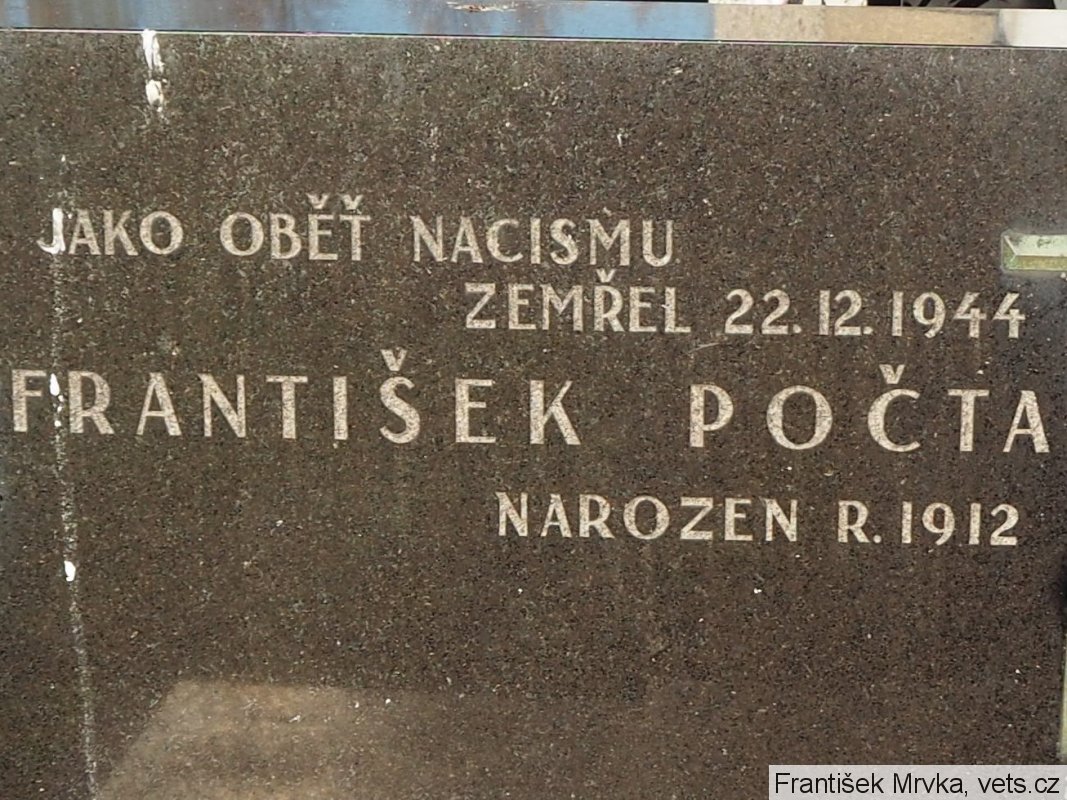 JAKO OBĚŤ NACISMU
ZEMŘEL 22.12.1944
FRANTIŠEK POČTA
NAROZEN R.1912
František Mrvka, vets.cz